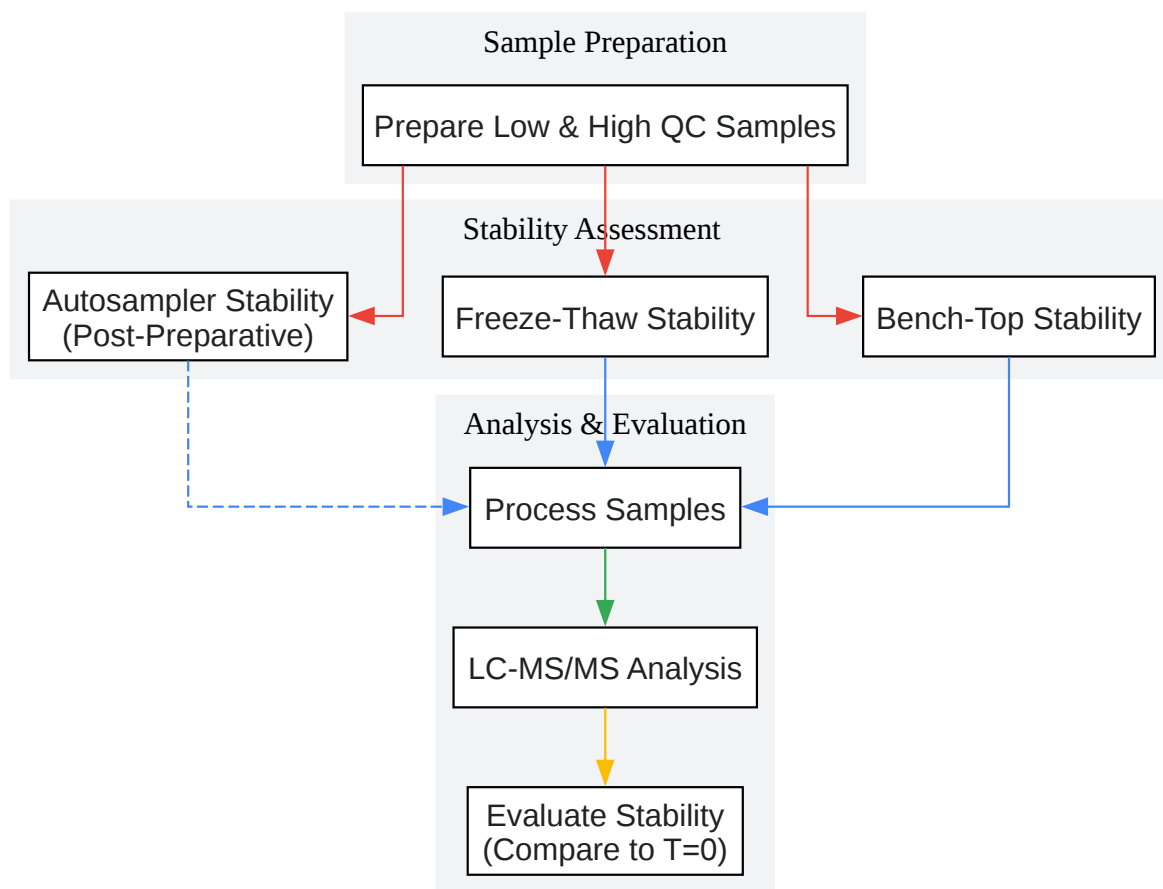 Sample Preparation
Prepare Low & High QC Samples
Stability Assessment
Autosampler Stability
(Post-Preparative)
Freeze-Thaw Stability
Bench-Top Stability
Analysis & Evaluation
Process Samples
LC-MS/MS Analysis
Evaluate Stability
(Compare to T=0)